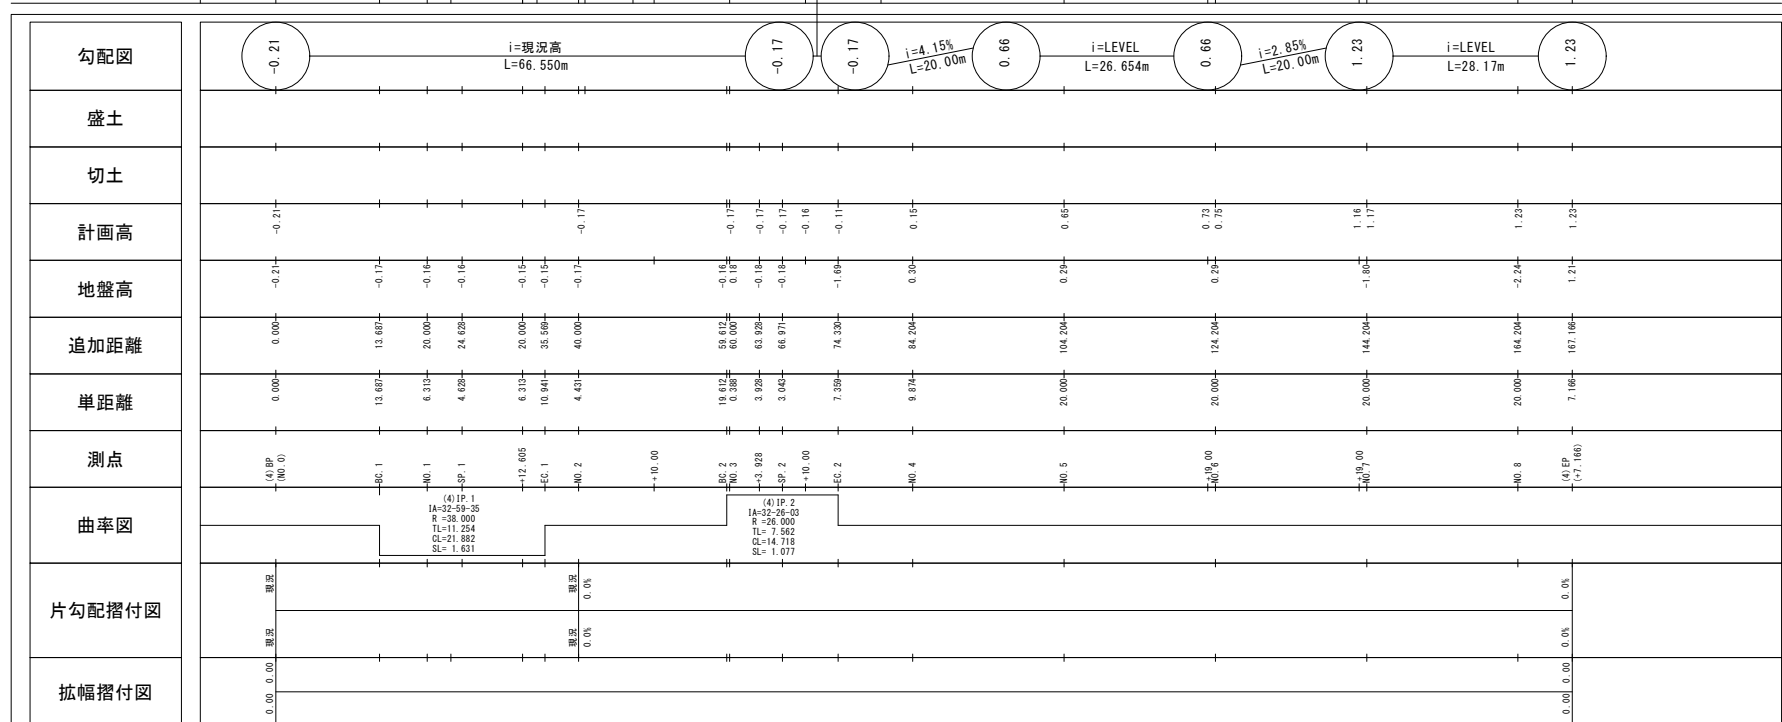 勾配図
-0.21
i=現況高
L=66.550m
-0.17
-0.17
i=4.15%
L=20.00m
0.66
i=LEVEL
L=26.654m
0.66
i=2.85%
L=20.00m
1.23
i=LEVEL
L=28.17m
1.23
盛土
切土
計画高
-0.21
-0.17
-0.17
-0.17
-0.17
-0.16
-0.11
0.15
0.65
0.73
0.75
1.16
1.17
1.23
1.23
地盤高
-0.21
-0.17
-0.16
-0.16
-0.15
-0.15
-0.17
-0.16
0.18
-0.18
-0.18
-1.69
0.30
0.29
0.29
-1.80
-2.24
1.21
追加距離
0.000
13.687
20.000
24.628
20.000
35.569
40.000
59.612
60.000
63.928
66.971
74.330
84.204
104.204
124.204
144.204
164.204
167.166
単距離
0.000
13.687
6.313
4.628
6.313
10.941
4.431
19.612
0.388
3.928
3.043
7.359
9.874
20.000
20.000
20.000
20.000
7.166
測点
(4)BP
(NO.0)
BC.1
NO.1
SP.1
+12.605
EC.1
NO.2
+10.00
BC.2
NO.3
+3.928
SP.2
+10.00
EC.2
NO.4
NO.5
+19.00
NO.6
+19.00
NO.7
NO.8
(4)EP
(+7.166)
曲率図
(4)IP.1
IA=32-59-35
R =38.000
TL=11.254
CL=21.882
SL= 1.631
(4)IP.2
IA=32-26-03
R =26.000
TL= 7.562
CL=14.718
SL= 1.077
片勾配摺付図
現況
現況
0.0%
0.0%
現況
現況
0.0%
0.0%
拡幅摺付図
0.00
0.00
0.00
0.00